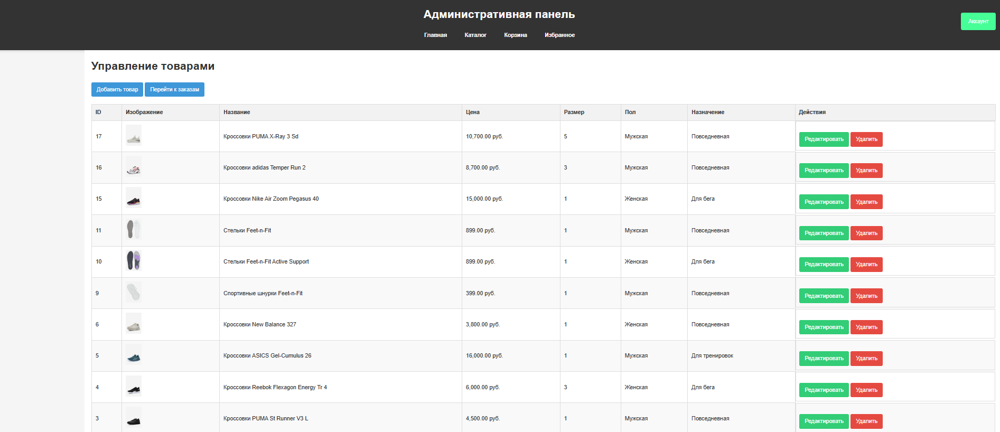 Административная панель
Аккаунт
Главная Каталог Корзина Избранное
Управление товарами
Добавить товар Перейти к заказам
ID Изображение Название Цена Размер Пол Назначение Действия
17 Кроссовки PUMA X-Ray 3 Sd 10,700.00 руб. 5 Мужская Повседневная Редактировать Удалить
16 Кроссовки adidas Temper Run 2 8,700.00 руб. 3 Мужская Повседневная Редактировать Удалить
15 Кроссовки Nike Air Zoom Pegasus 40 15,000.00 руб. 1 Женская Для бега Редактировать Удалить
11 Стельки Feet-n-Fit 899.00 руб. 1 Мужская Повседневная Редактировать Удалить
10 Стельки Feet-n-Fit Active Support 899.00 руб. 1 Женская Для бега Редактировать Удалить
9 Спортивные шнурки Feet-n-Fit 399.00 руб. 1 Мужская Повседневная Редактировать Удалить
6 Кроссовки New Balance 327 3,800.00 руб. 1 Женская Повседневная Редактировать Удалить
5 Кроссовки ASICS Gel-Cumulus 26 16,000.00 руб. 1 Мужская Для тренировок Редактировать Удалить
4 Кроссовки Reebok Flexagon Energy Tr 4 6,000.00 руб. 3 Женская Для бега Редактировать Удалить
3 Кроссовки PUMA St Runner V3 L 4,500.00 руб. 1 Мужская Повседневная Редактировать Удалить